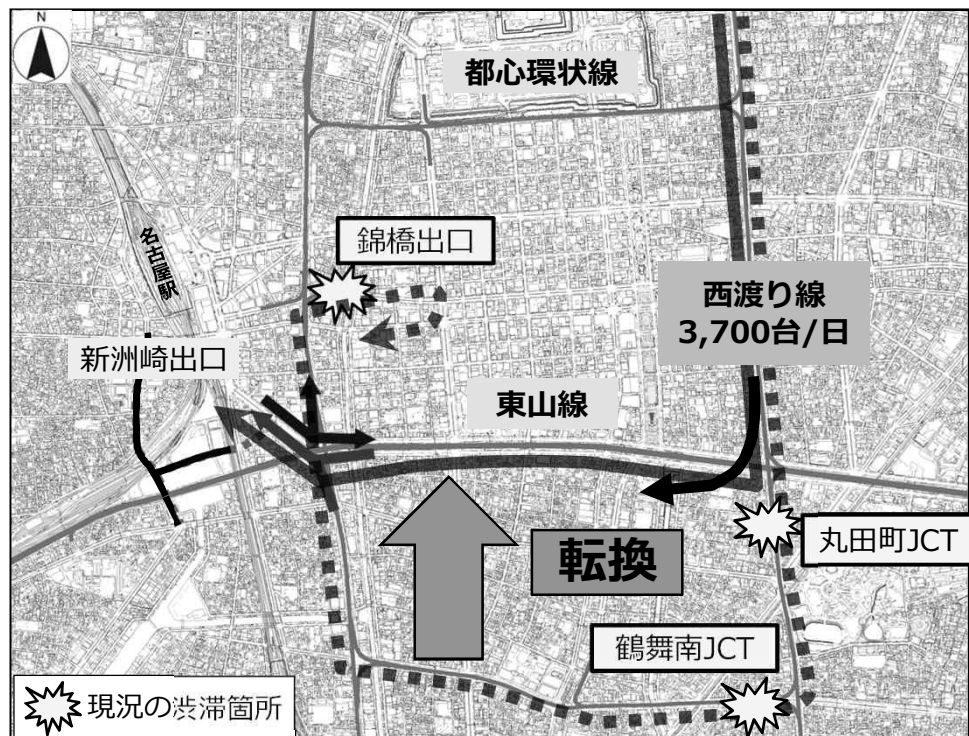 N
都心環状線
名古屋駅
錦橋出口
西渡り線
3,700台/日
新洲崎出口
東山線
転換
丸田町JCT
鶴舞南JCT
現況の渋滞箇所